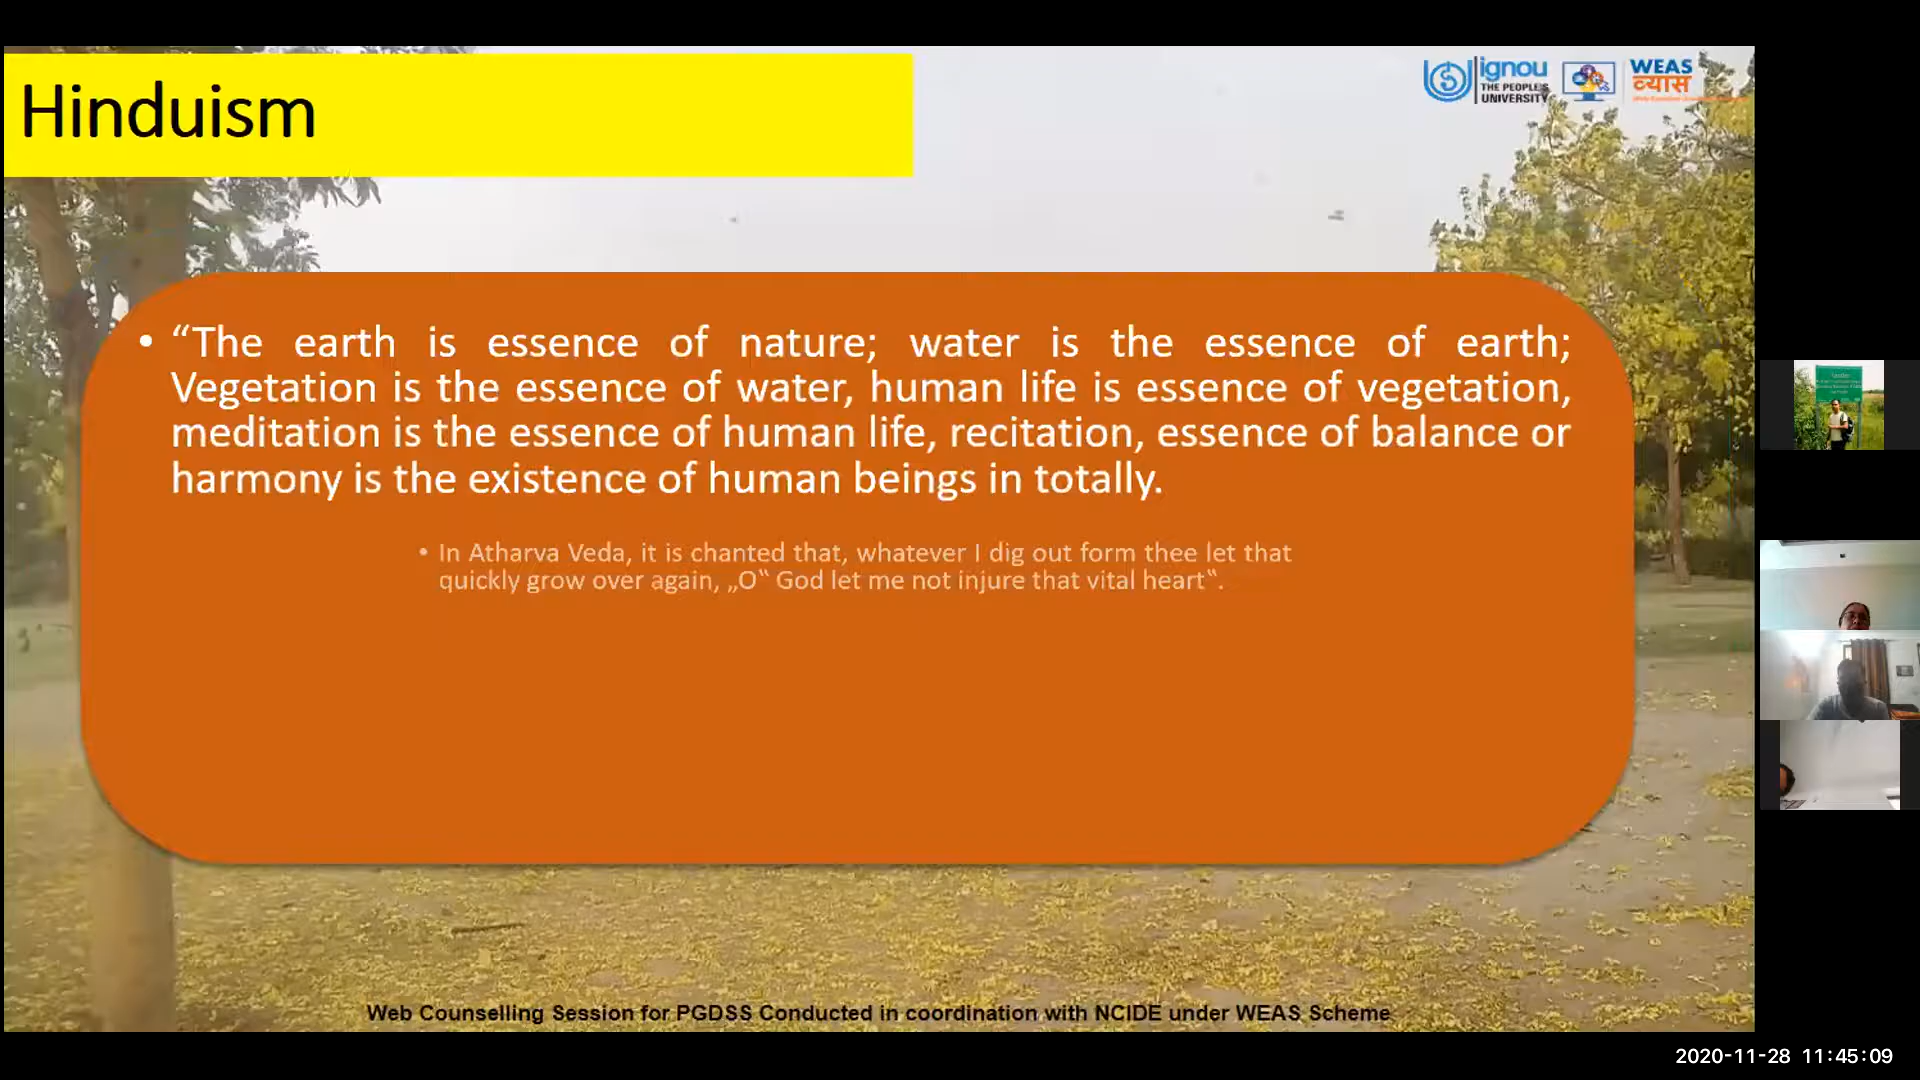 Hinduism
ignou
THE PEOPLE'S
UNIVERSITY
WEAS
व्यास
• “The earth is essence of nature; water is the essence of earth;
Vegetation is the essence of water, human life is essence of vegetation,
meditation is the essence of human life, recitation, essence of balance or
harmony is the existence of human beings in totally.
• In Atharva Veda, it is chanted that, whatever I dig out form thee let that
quickly grow over again, „O‟ God let me not injure that vital heart‟.
Web Counselling Session for PGDSS Conducted in coordination with NCIDE under WEAS Scheme
2020-11-28 11:45:09